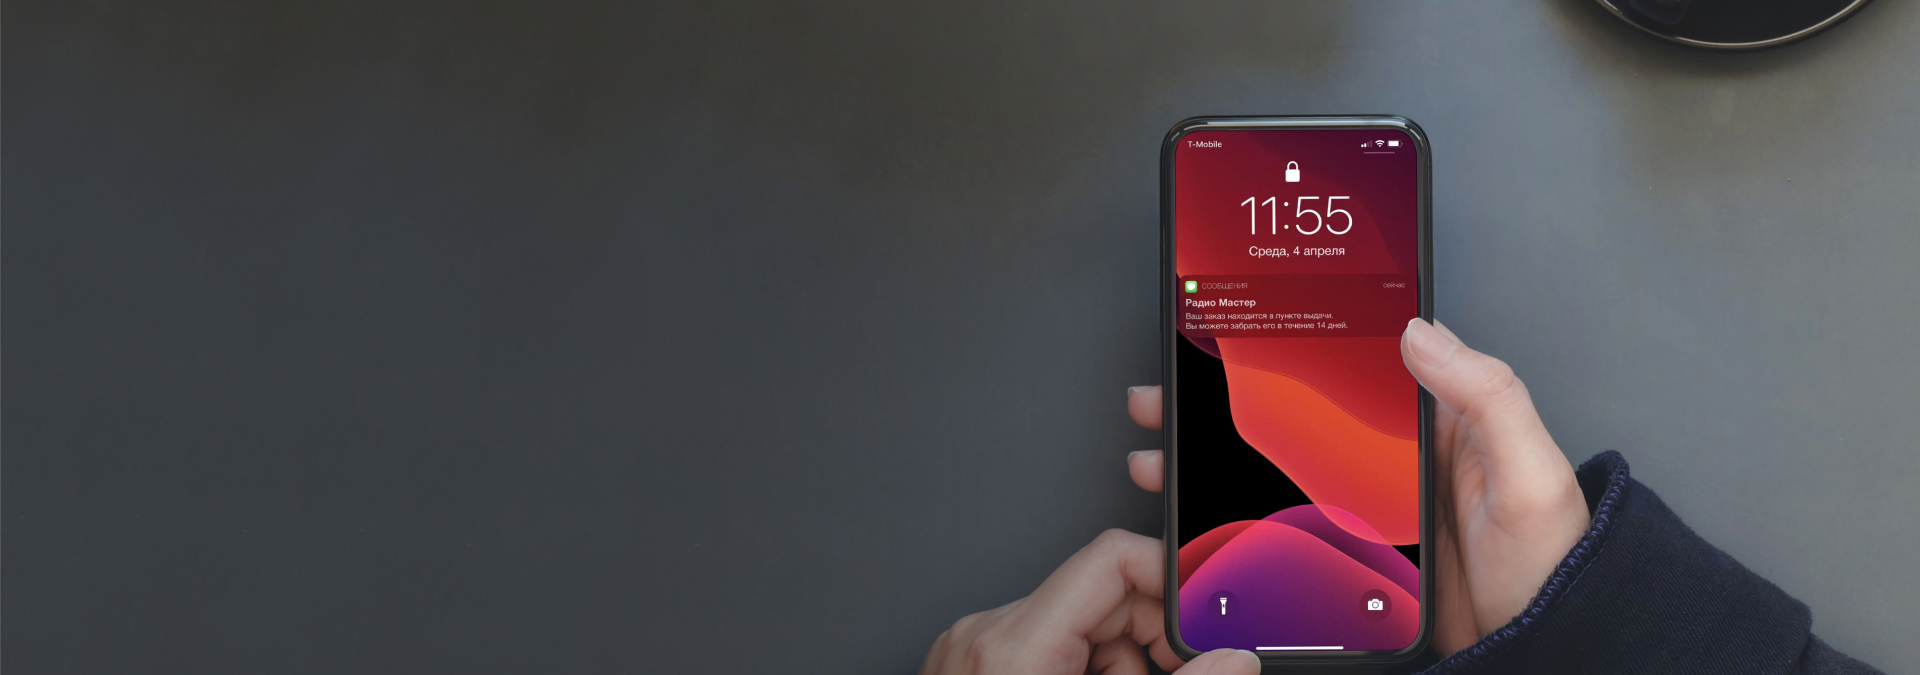 T-Mobile
11:55
Среда, 4 апреля
СООБЩЕНИЯ сейчас
Радио Мастер
Ваш заказ находится в пункте выдачи.
Вы можете забрать его в течение 14 дней.